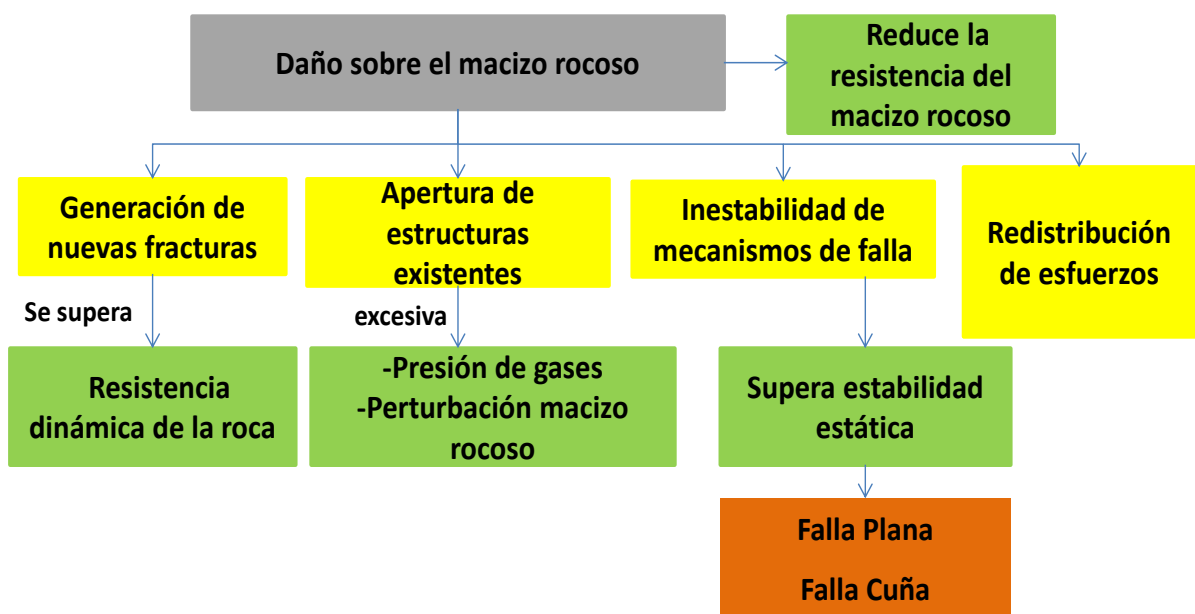 Daño sobre el macizo rocoso
Reduce la
resistencia del
macizo rocoso
Generación de
nuevas fracturas
Apertura de
estructuras
existentes
Inestabilidad de
mecanismos de falla
Redistribución
de esfuerzos
Se supera
excesiva
Resistencia
dinámica de la roca
-Presión de gases
-Perturbación macizo
rocoso
Supera estabilidad
estática
Falla Plana
Falla Cuña